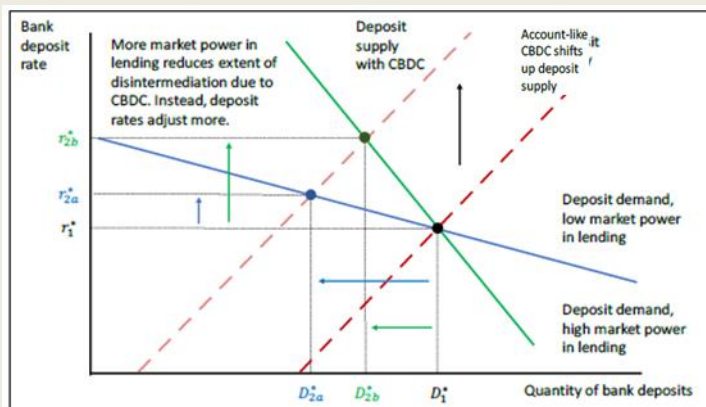 Bank
deposit
rate
More market power in
lending reduces extent of
disintermediation due to
CBDC. Instead, deposit
rates adjust more.
Deposit
supply
with CBDC
Account-like
CBDC shifts
up deposit
supply
r*2b
r*2a
r*1
Deposit demand,
low market power
in lending
Deposit demand,
high market power
in lending
D*2a
D*2b
D*1
Quantity of bank deposits